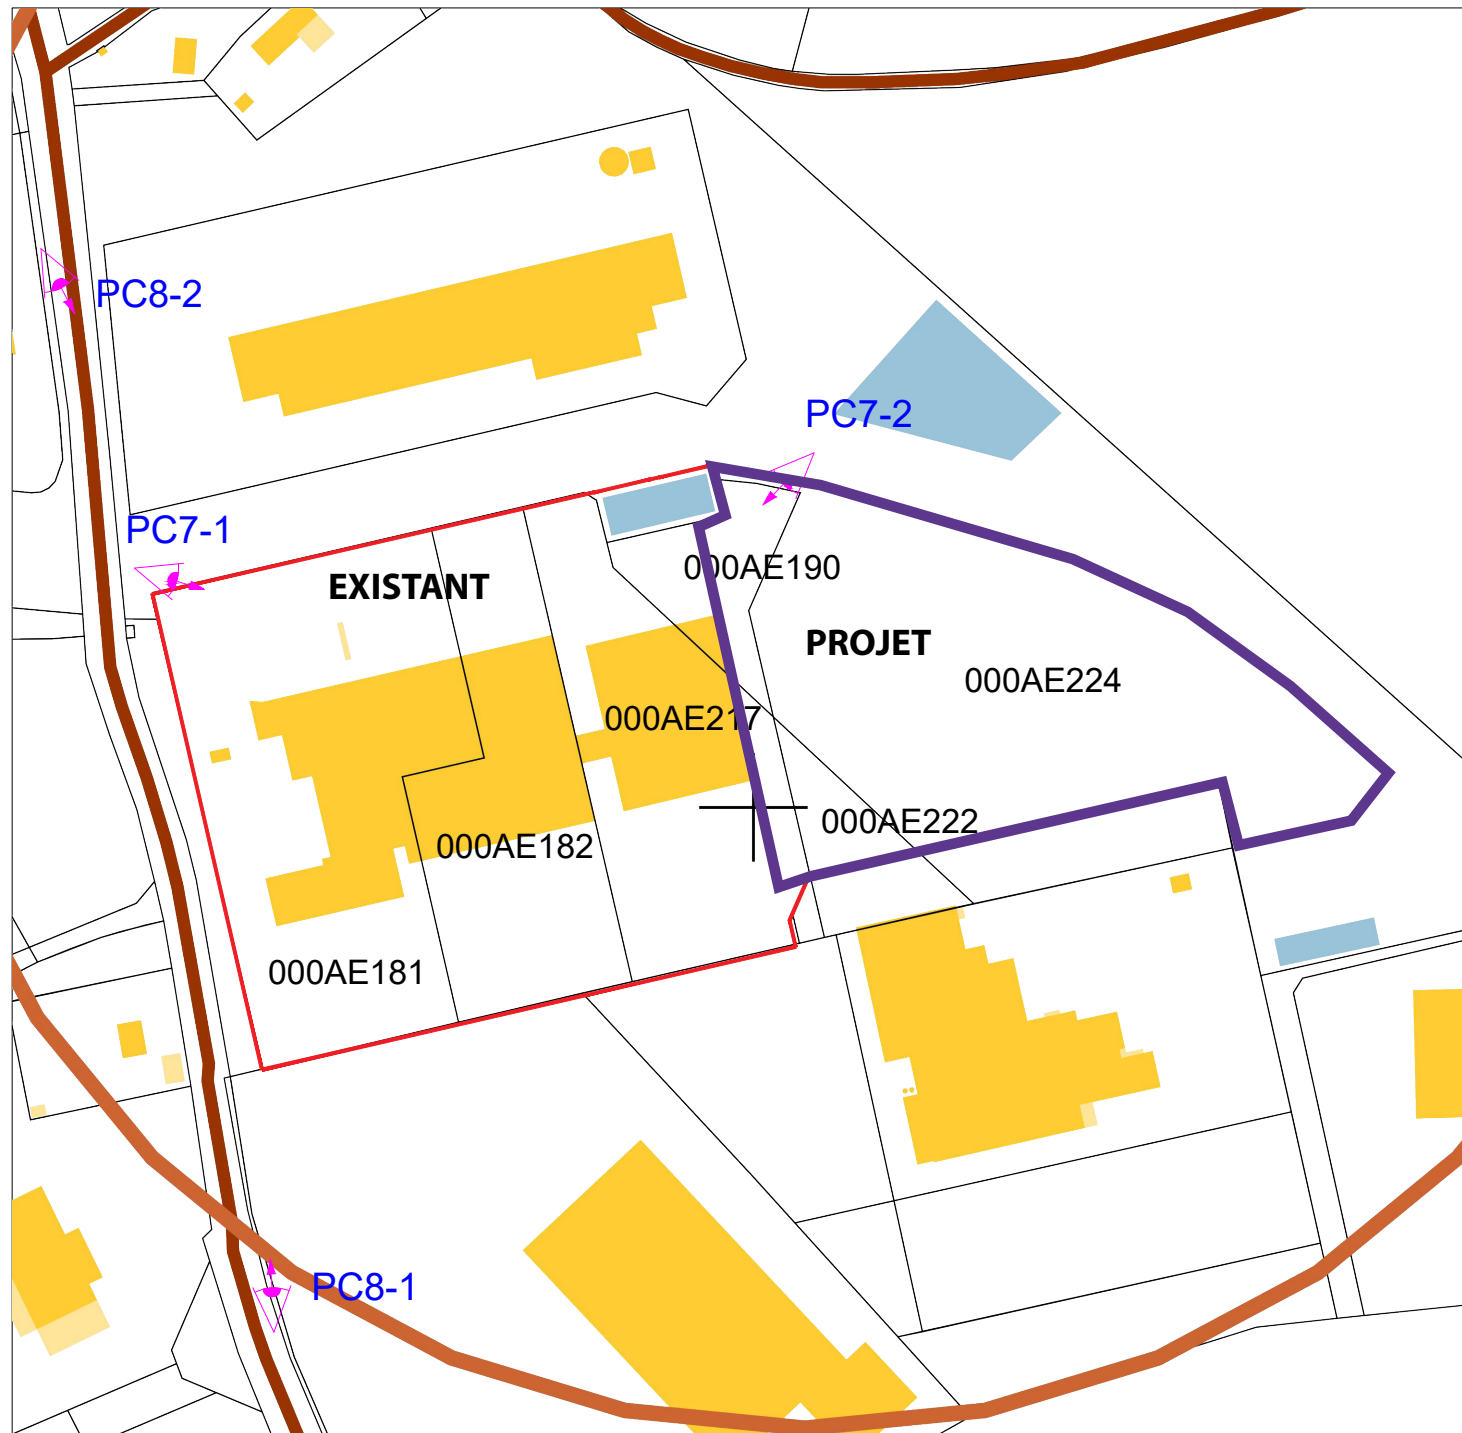 PC8-2
PC7-2
PC7-1
EXISTANT
000AE190
PROJET
000AE224
000AE217
000AE222
000AE182
000AE181
PC8-1